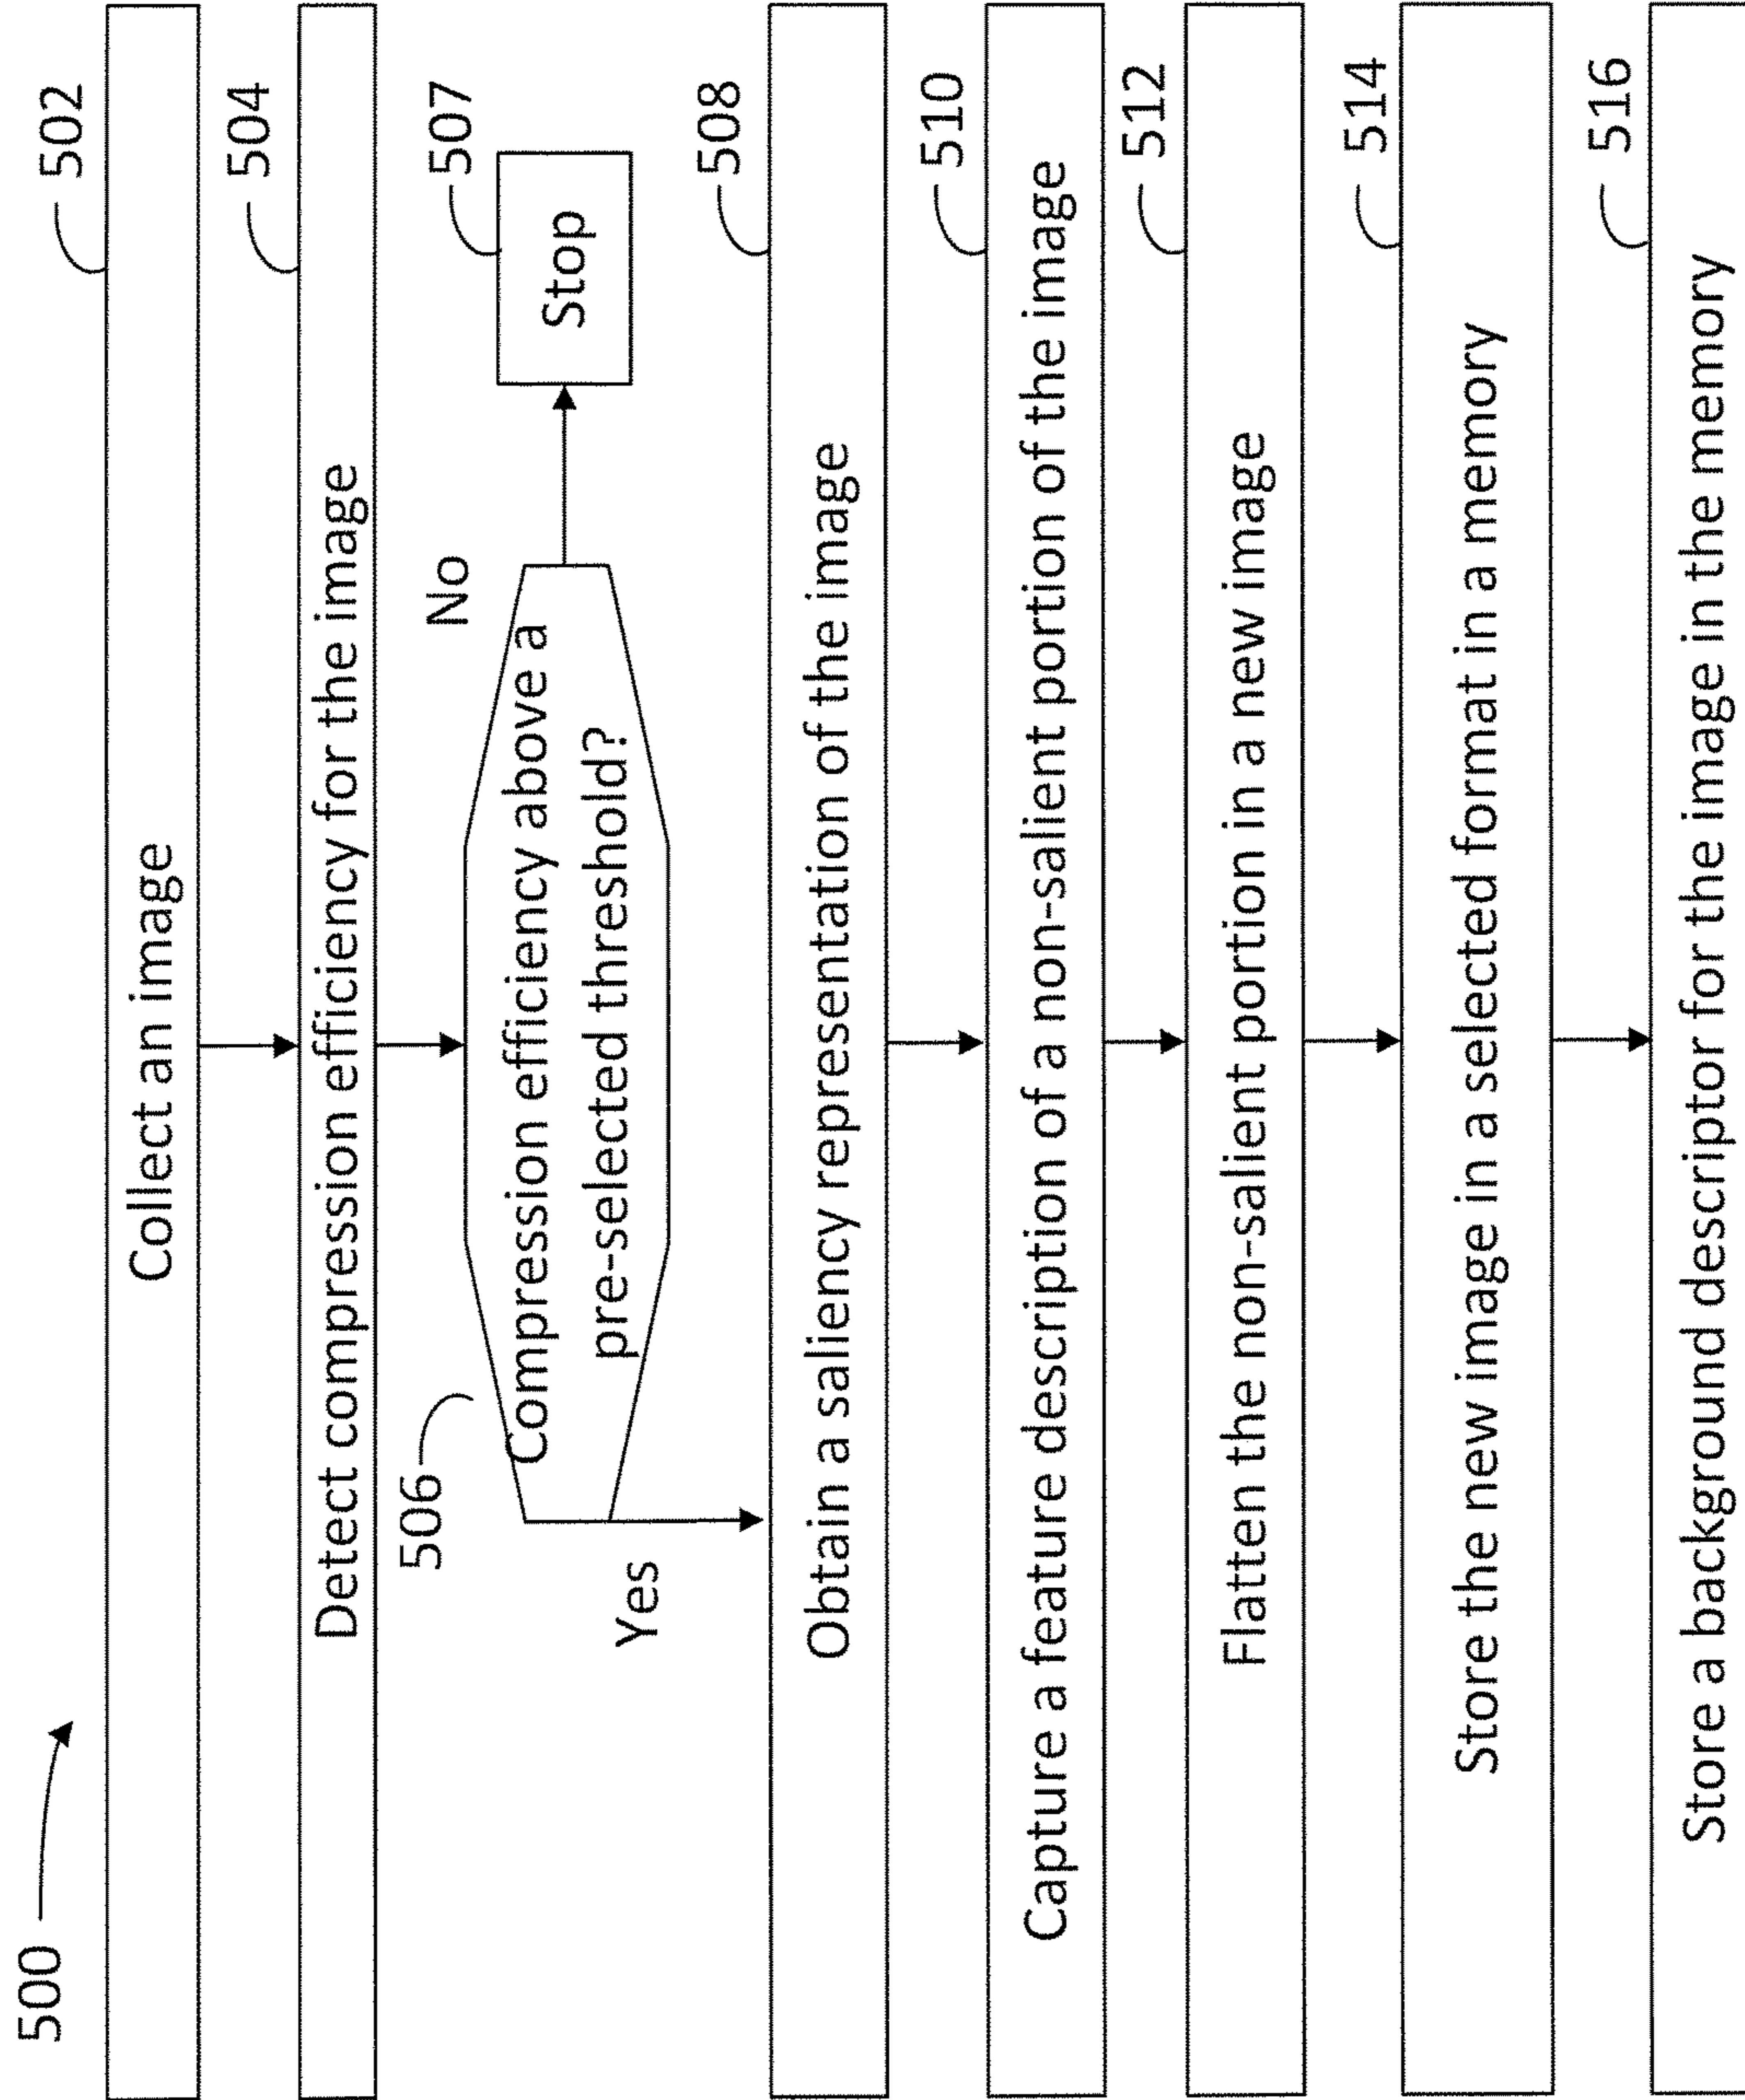 500
502
Collect an image
504
Detect compression efficiency for the image
506
Compression efficiency above a
pre-selected threshold?
No
507
Stop
Yes
508
Obtain a saliency representation of the image
510
Capture a feature description of a non-salient portion of the image
512
Flatten the non-salient portion in a new image
514
Store the new image in a selected format in a memory
516
Store a background descriptor for the image in the memory